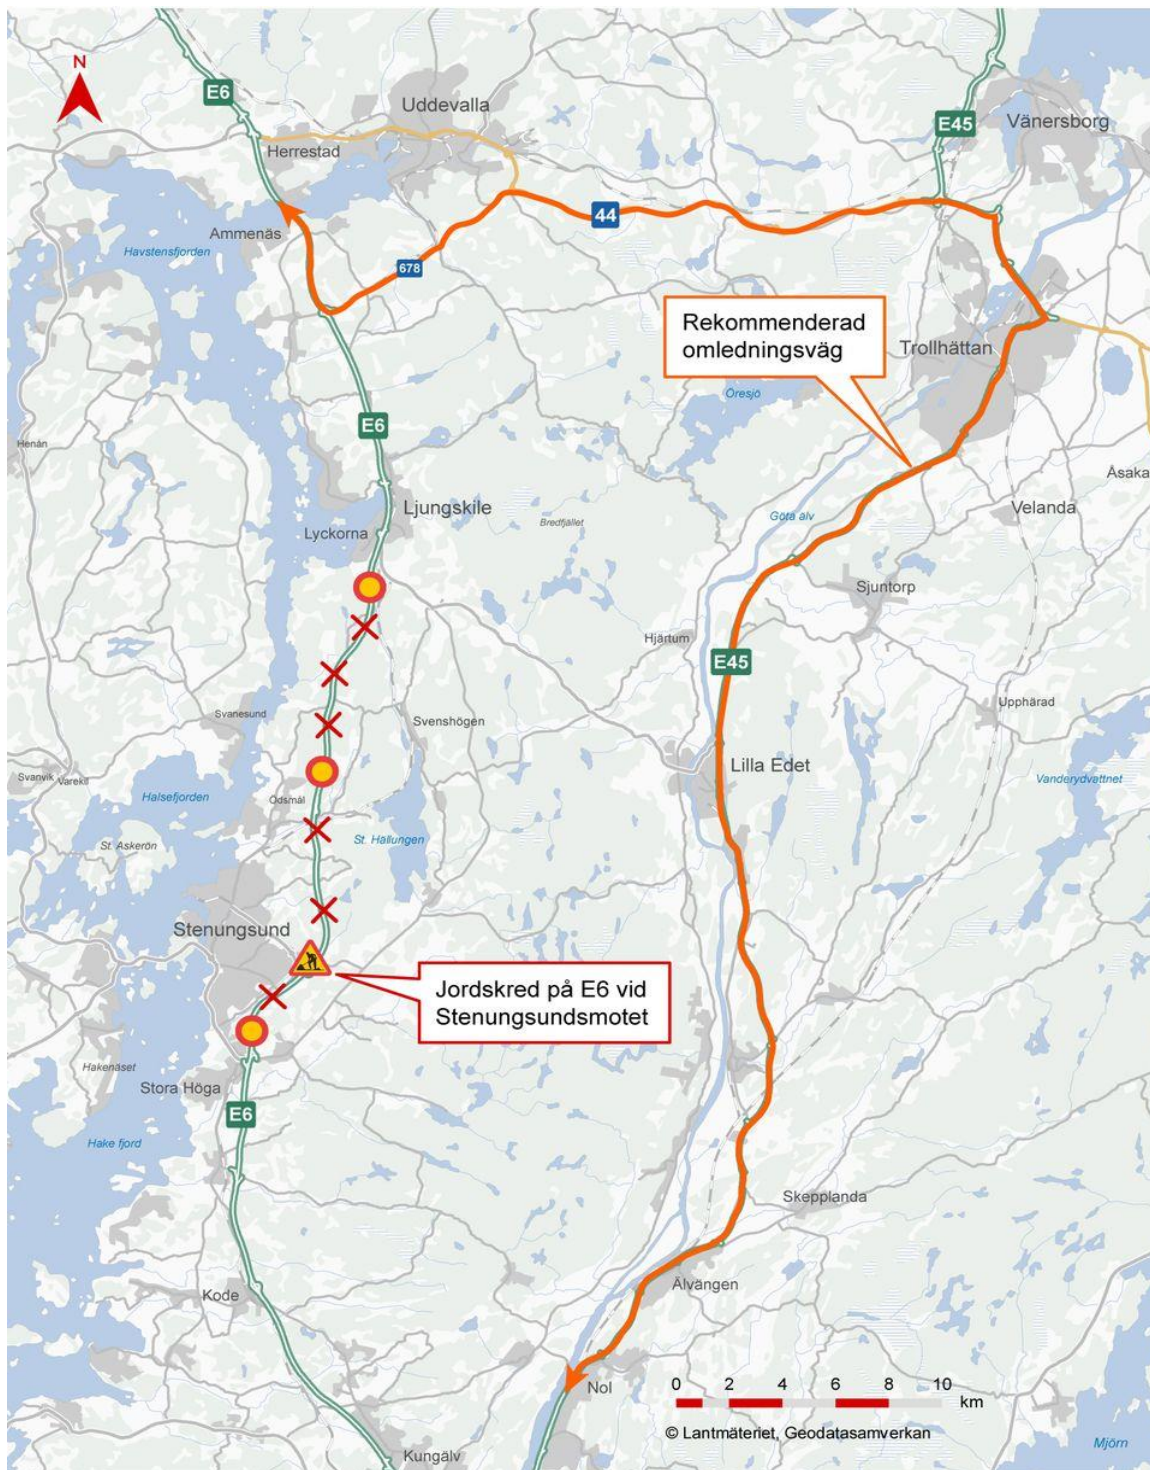 N
E6
Uddevalla
E45
Vänersborg
Herrestad
Ammenäs
44
Havstensfjorden
678
Rekommenderad
omledningsväg
Trollhättan
Öresjö
E6
Henån
Åsaka
Ljungskile
Velanda
Lyckorna
Bredfjället
Göta älv
Sjuntorp
Hjärtum
E45
Svanesund
Svenshögen
Upphärad
Lilla Edet
Svanvik
Varekil
Vanderydvattnet
Halsefjorden
Ödsmål
St. Askerön
St. Hällungen
Stenungsund
Jordskred på E6 vid
Stenungsundsmotet
Hakenäset
Stora Höga
E6
Hake fjord
Skepplanda
Älvängen
Kode
Nol
0 2 4 6 8 10
km
© Lantmäteriet, Geodatasamverkan
Kungälv
Mjörn